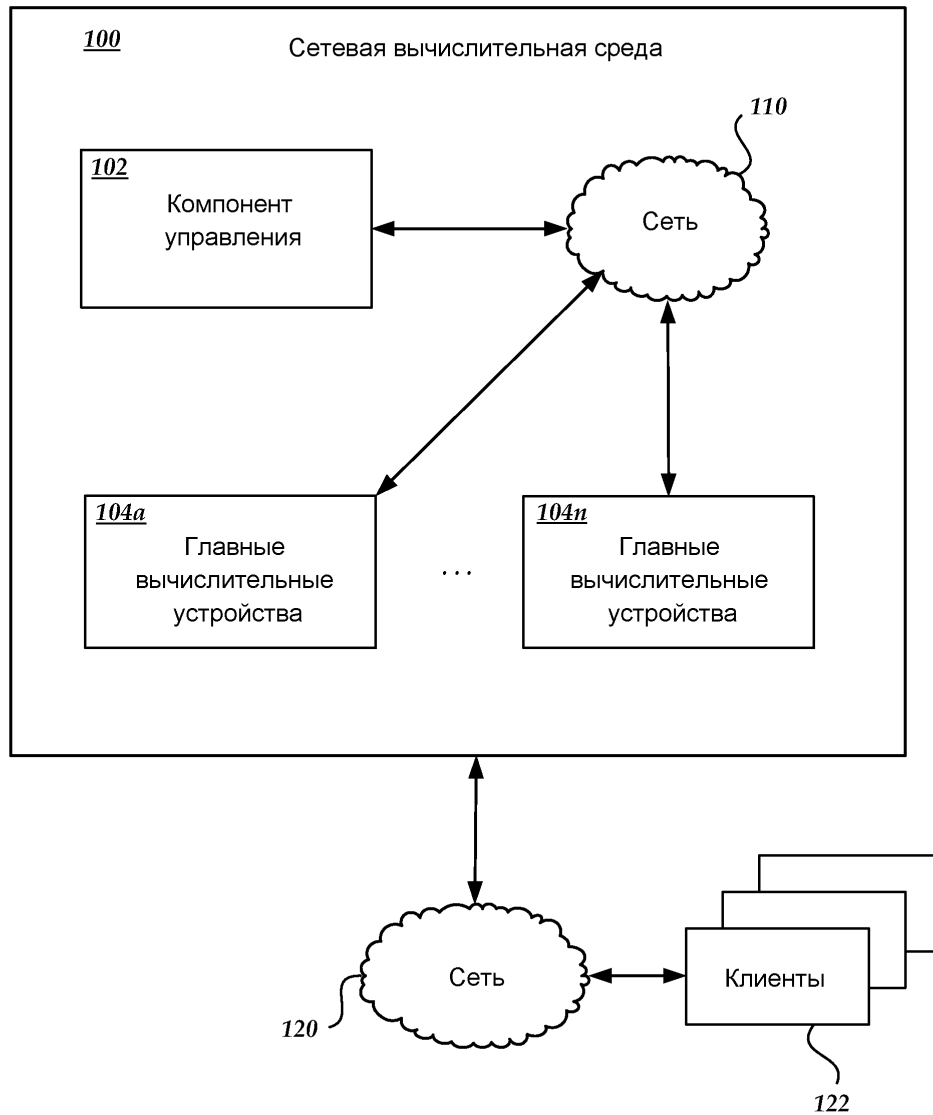 100
Сетевая вычислительная среда
110
102
Компонент
управления
Сеть
104a
Главные
вычислительные
устройства
...
104n
Главные
вычислительные
устройства
Сеть
Клиенты
120
122